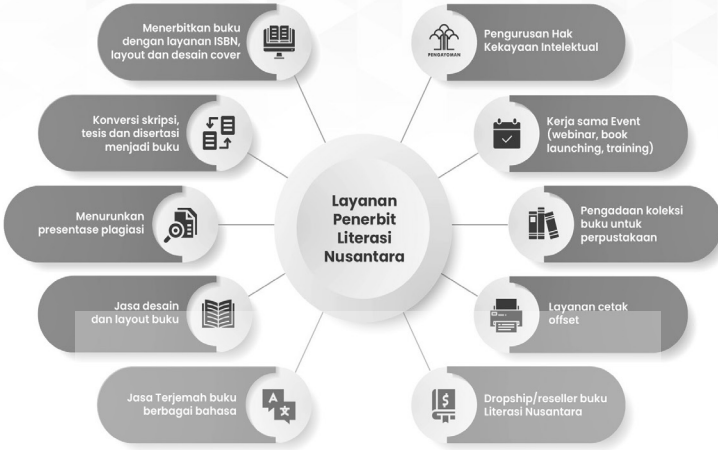 Menerbitkan buku
dengan layanan ISBN,
layout dan desain cover
Konversi skripsi,
tesis dan disertasi
menjadi buku
Menurunkan
presentase plagiasi
Jasa desain
dan layout buku
Jasa Terjemah buku
berbagai bahasa
A
Layanan
Penerbit
Literasi
Nusantara
PENGAYOMAN
Pengurusan Hak
Kekayaan Intelektual
Kerja sama Event
(webinar, book
launching, training)
Pengadaan koleksi
buku untuk
perpustakaan
Layanan cetak
offset
$
Dropship/reseller buku
Literasi Nusantara